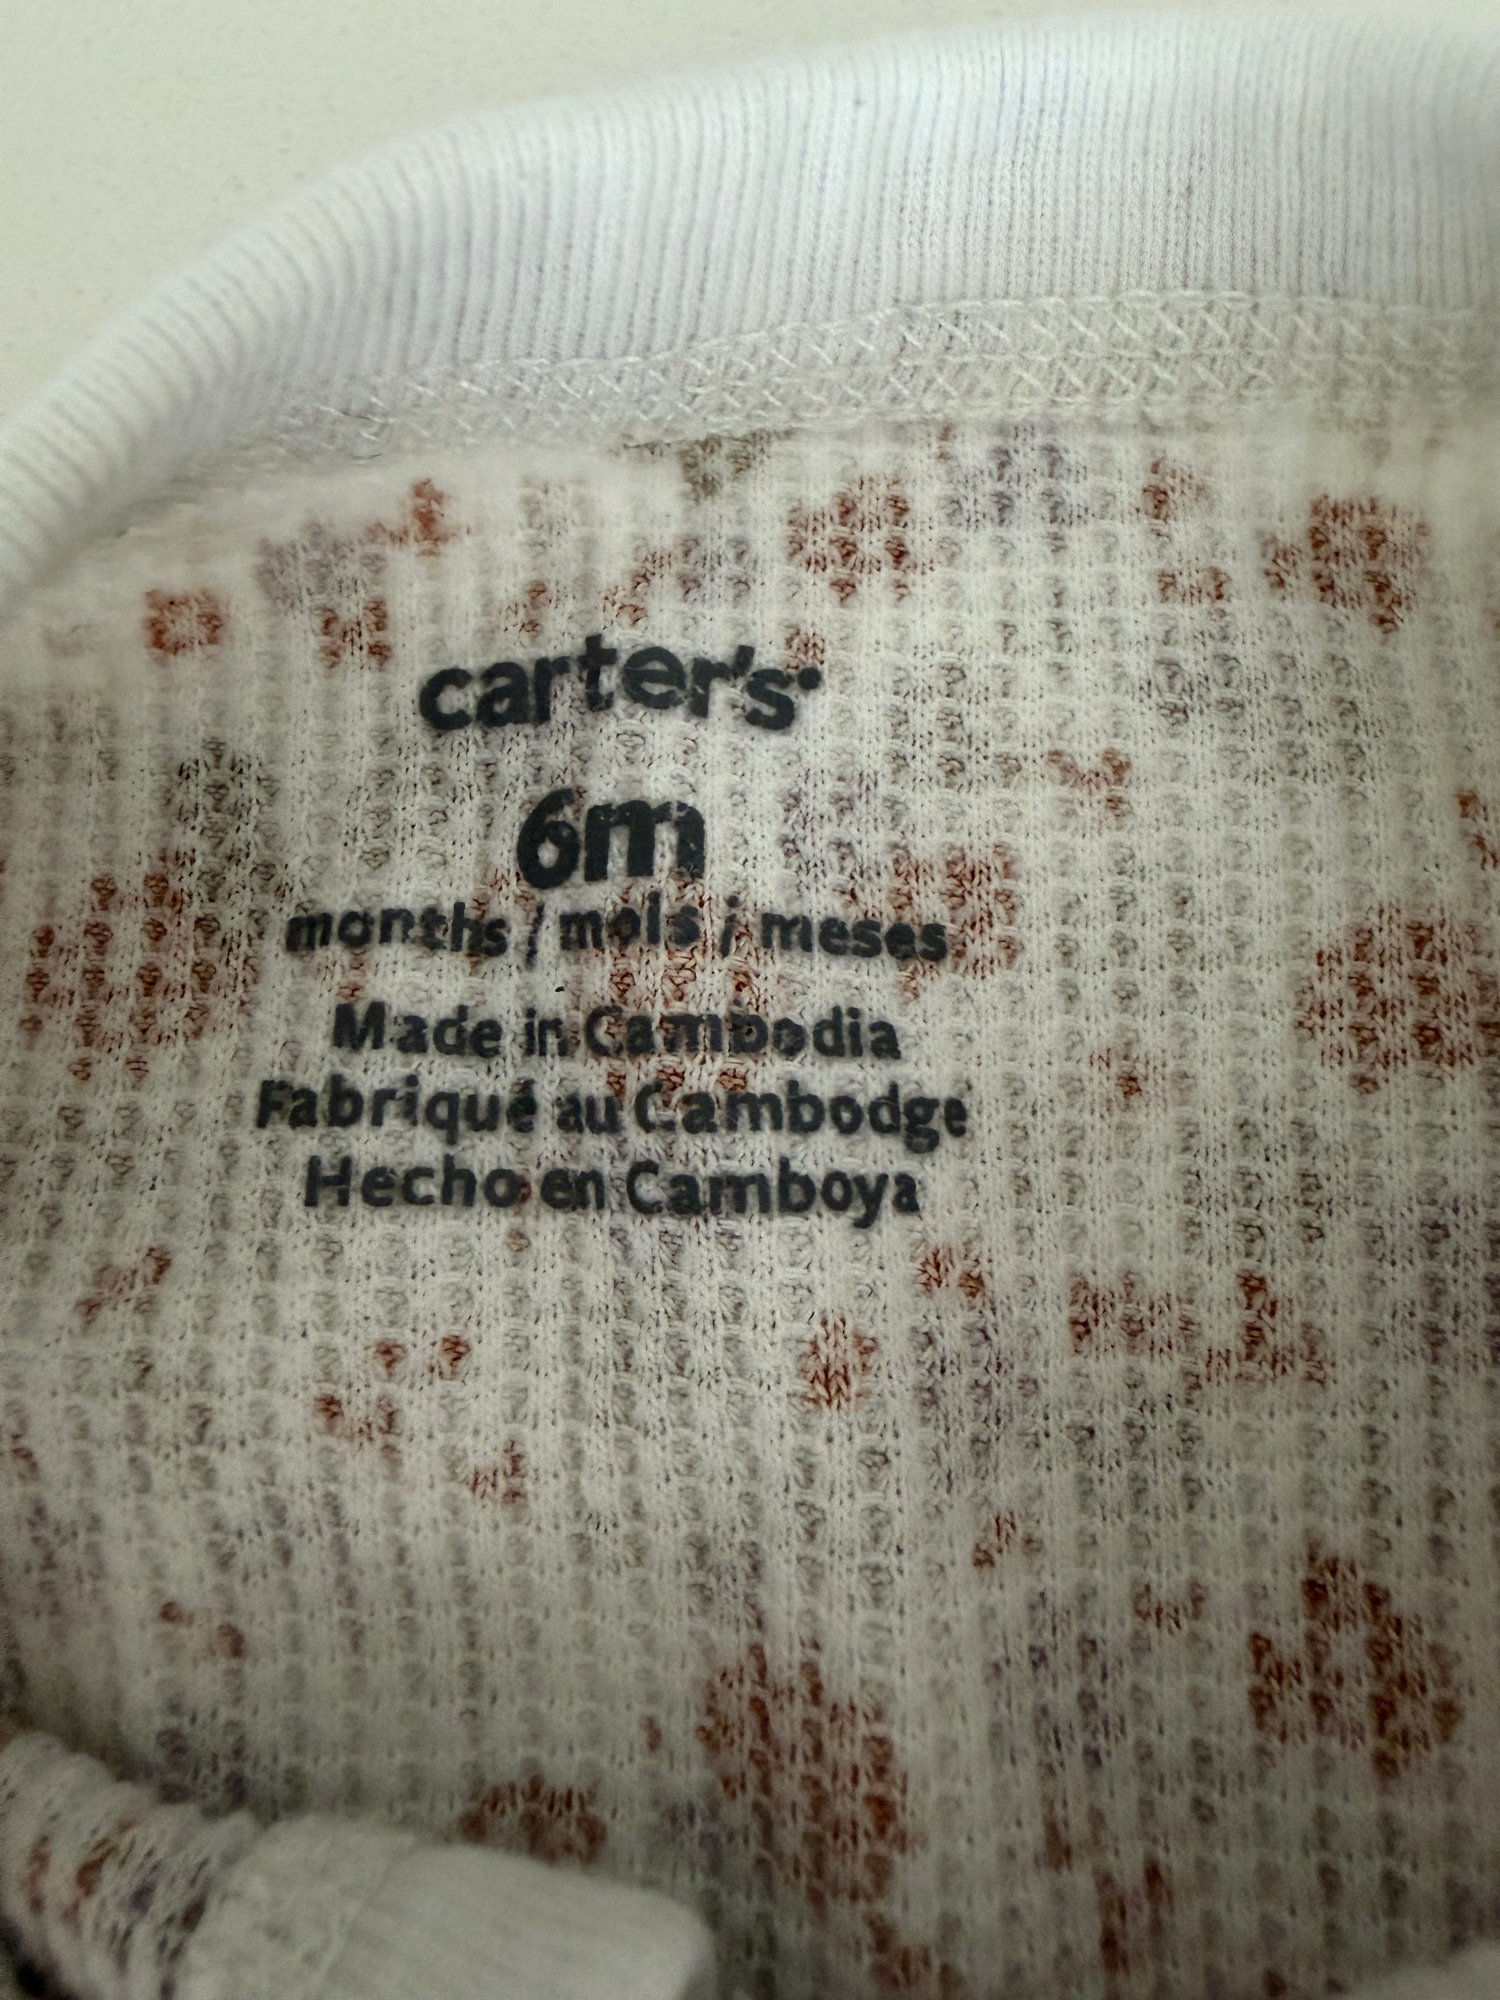 carter's
6m
months / mois / meses
Made in Cambodia
Fabriqué au Cambodge
Hecho en Camboya